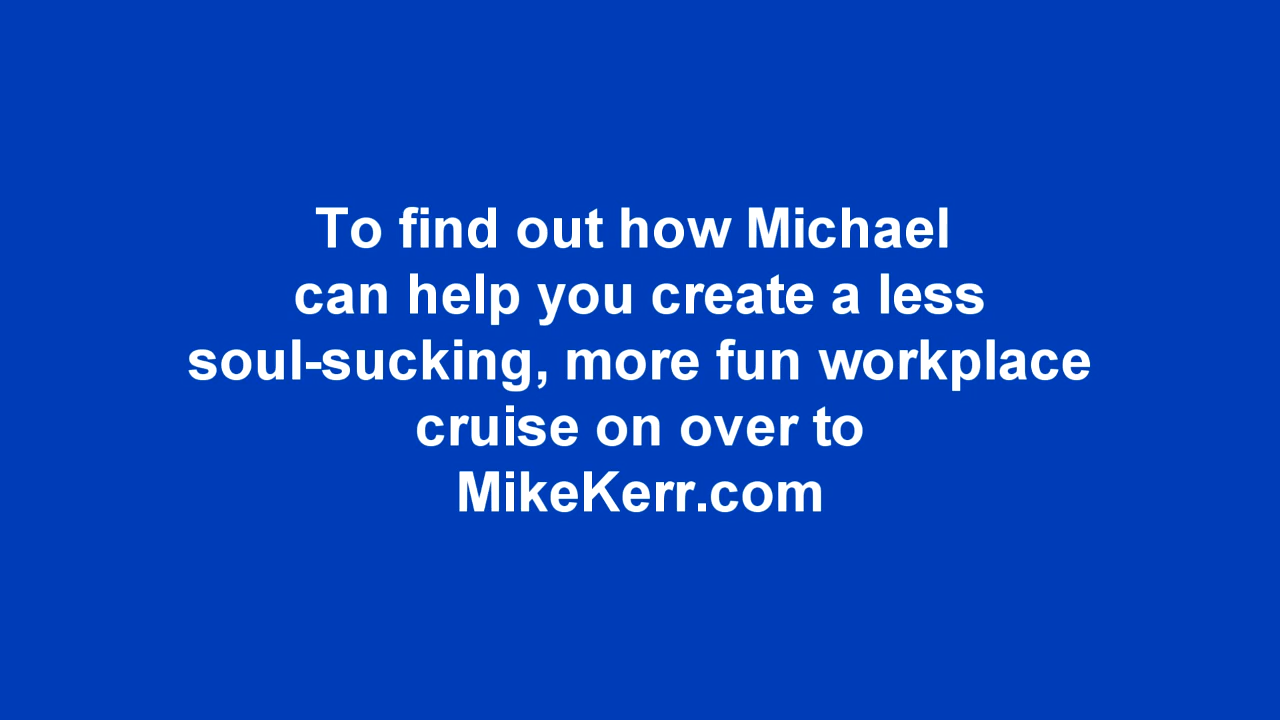 To find out how Michael
can help you create a less
soul-sucking, more fun workplace
cruise on over to
MikeKerr.com